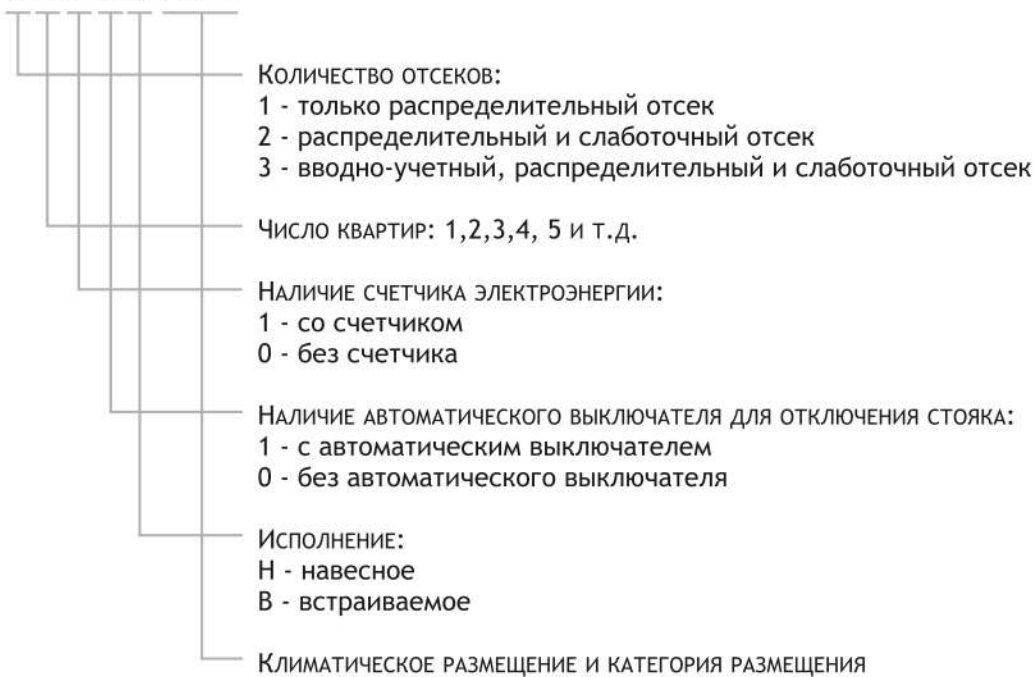 Количество отсеков:
1 - только распределительный отсек
2 - распределительный и слаботочный отсек
3 - вводно-учетный, распределительный и слаботочный отсек
Число квартир: 1,2,3,4, 5 и т.д.
Наличие счетчика электроэнергии:
1 - со счетчиком
0 - без счетчика
Наличие автоматического выключателя для отключения стояка:
1 - с автоматическим выключателем
0 - без автоматического выключателя
Исполнение:
Н - навесное
В - встраиваемое
Климатическое размещение и категория размещения